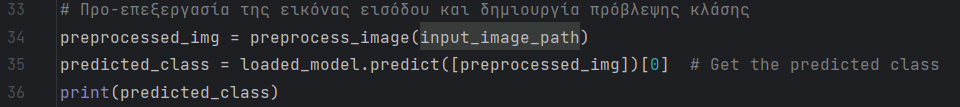 33 # Προ-επεξεργασία της εικόνας εισόδου και δημιουργία πρόβλεψης κλάσης
34 preprocessed_img = preprocess_image(input_image_path)
35 predicted_class = loaded_model.predict([preprocessed_img])[0]  # Get the predicted class
36 print(predicted_class)